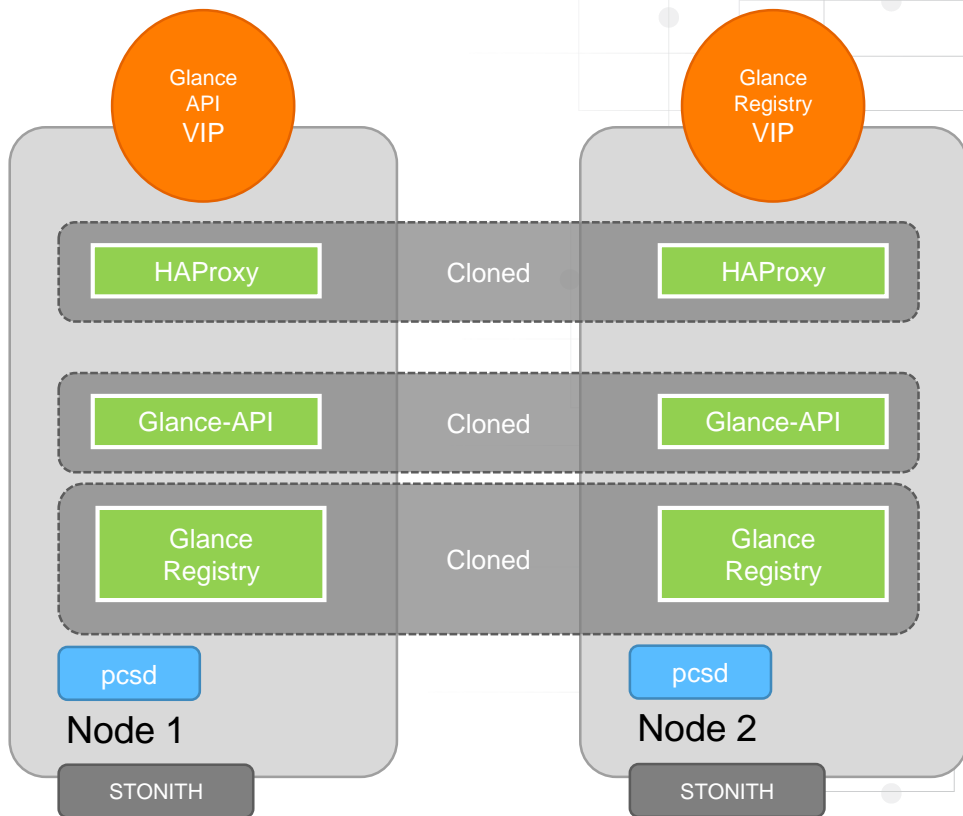 Glance
API
VIP
Glance
Registry
VIP
HAProxy
Cloned
HAProxy
Glance-API
Cloned
Glance-API
Glance
Registry
Cloned
Glance
Registry
pcsd
pcsd
Node 1
Node 2
STONITH
STONITH